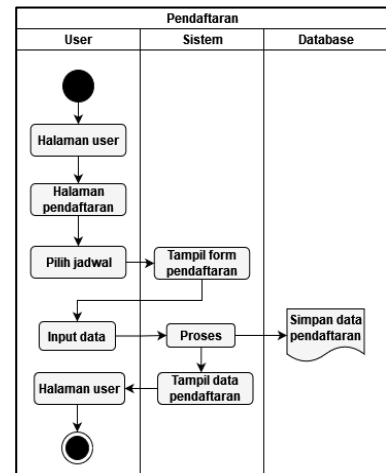 Pendaftaran
User
Sistem
Database
Halaman user
Halaman
pendaftaran
Pilih jadwal
Tampil form
pendaftaran
Input data
Proses
Simpan data
pendaftaran
Halaman user
Tampil data
pendaftaran